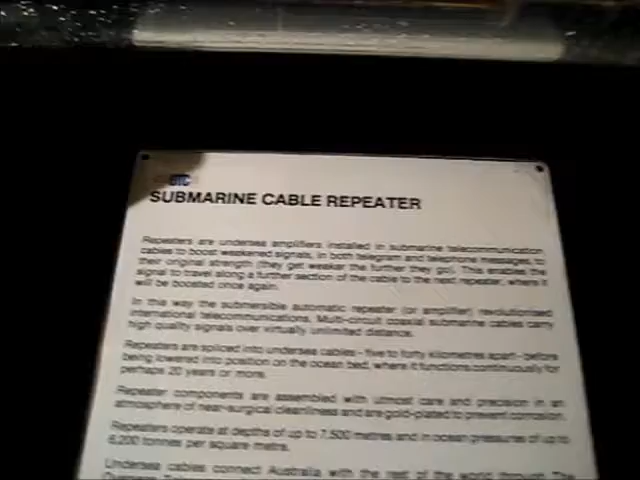 OTC
SUBMARINE CABLE REPEATER
Repeaters are undersea amplifiers installed in submarine telecommunication
cables to boost weakened signals, in both telegram and telephone messages, to
their original strength (they get weaker the further they go). This enables the
signal to travel along a further section of the cable to the next repeater, where it
will be boosted once again.
In this way the submersible automatic repeater (or amplifier) revolutionised
international telecommunications. Multi-circuit coaxial submarine cables carry
high quality signals over virtually unlimited distance.
Repeaters are spliced into undersea cables - five to forty kilometres apart - before
being lowered into position on the ocean bed, where it functions continuously for
perhaps 20 years or more.
Repeater components are assembled with utmost care and precision in an
atmosphere of near-surgical cleanliness and are gold-plated to prevent corrosion.
Repeaters operate at depths of up to 7,500 metres and in ocean pressures of up to
8,200 tonnes per square metre.
Undersea cables connect Australia with the rest of the world through The